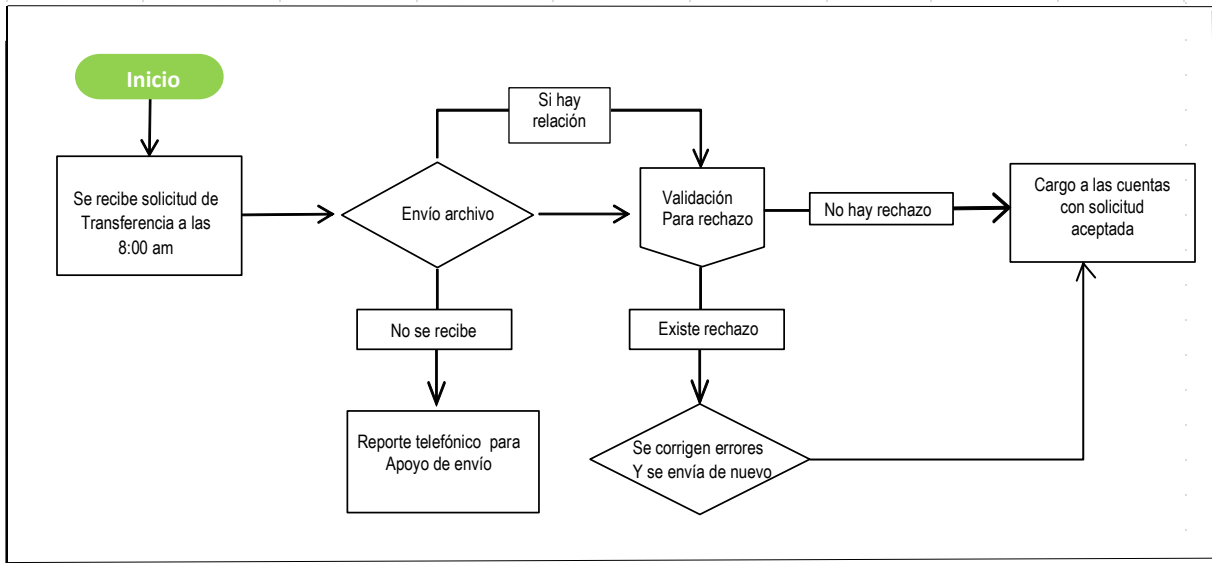 Inicio
Se recibe solicitud de
Transferencia a las
8:00 am
Envío archivo
Si hay
relación
Validación
Para rechazo
No hay rechazo
Cargo a las cuentas
con solicitud
aceptada
No se recibe
Existe rechazo
Reporte telefónico para
Apoyo de envío
Se corrigen errores
Y se envía de nuevo